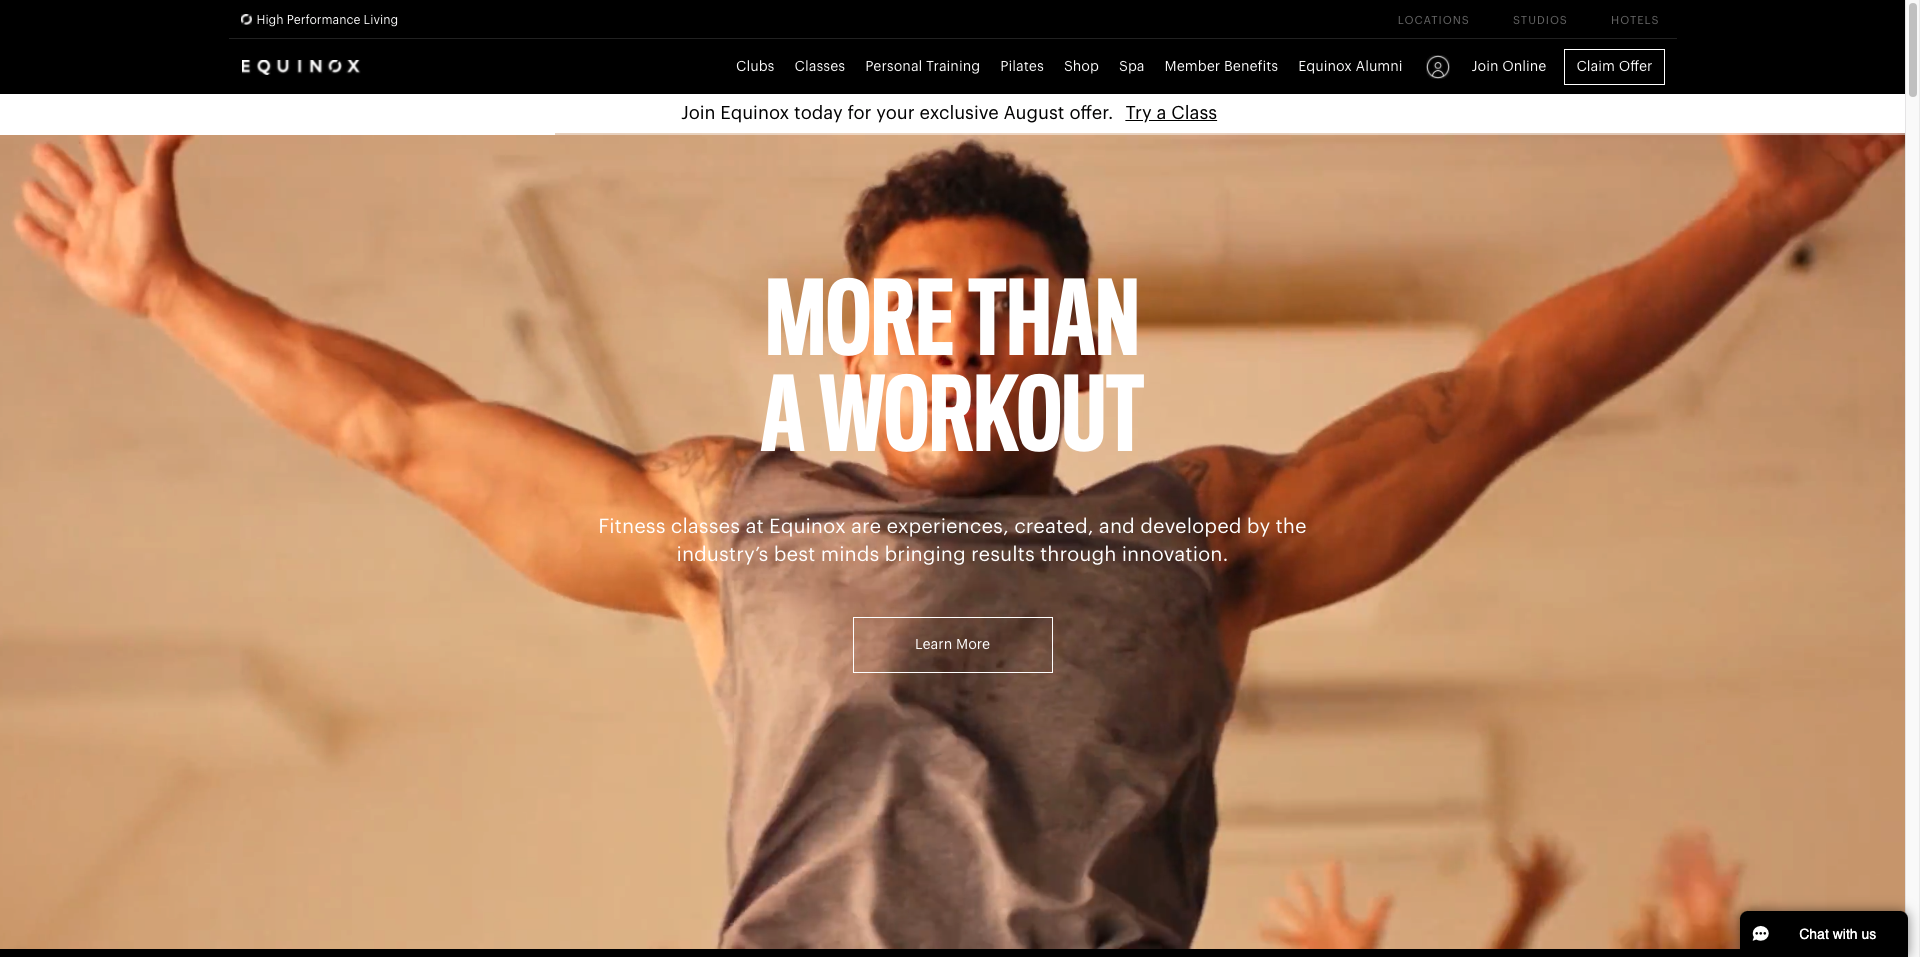 High Performance Living
LOCATIONS STUDIOS HOTELS
EQUINOX
Clubs Classes Personal Training Pilates Shop Spa Member Benefits Equinox Alumni Join Online Claim Offer
Join Equinox today for your exclusive August offer. Try a Class
MORE THAN
A WORKOUT
Fitness classes at Equinox are experiences, created, and developed by the
industry’s best minds bringing results through innovation.
Learn More
Chat with us